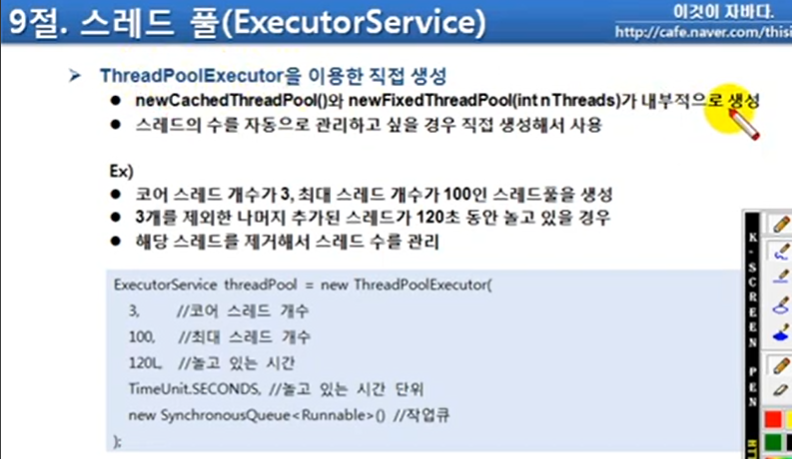 9절. 스레드 풀(ExecutorService)
이것이 자바다.
http://cafe.naver.com/thisi
ThreadPoolExecutor을 이용한 직접 생성
newCachedThreadPool()와 newFixedThreadPool(int nThreads)가 내부적으로 생성
스레드의 수를 자동으로 관리하고 싶을 경우 직접 생성해서 사용
Ex)
코어 스레드 개수가 3, 최대 스레드 개수가 100인 스레드풀을 생성
3개를 제외한 나머지 추가된 스레드가 120초 동안 놀고 있을 경우
해당 스레드를 제거해서 스레드 수를 관리
ExecutorService threadPool = new ThreadPoolExecutor(
3, //코어 스레드 개수
100, //최대 스레드 개수
120L, //놀고 있는 시간
TimeUnit.SECONDS, //놀고 있는 시간 단위
new SynchronousQueue<Runnable>() //작업큐
);
K-SCREEN PEN